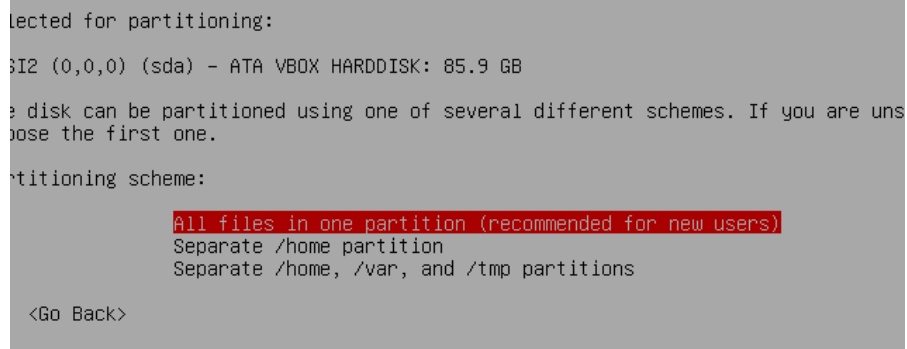 lected for partitioning:
SI2 (0,0,0) (sda) - ATA VBOX HARDDISK: 85.9 GB
e disk can be partitioned using one of several different schemes. If you are uns
ose the first one.
titioning scheme:
All files in one partition (recommended for new users)
Separate /home partition
Separate /home, /var, and /tmp partitions
<Go Back>